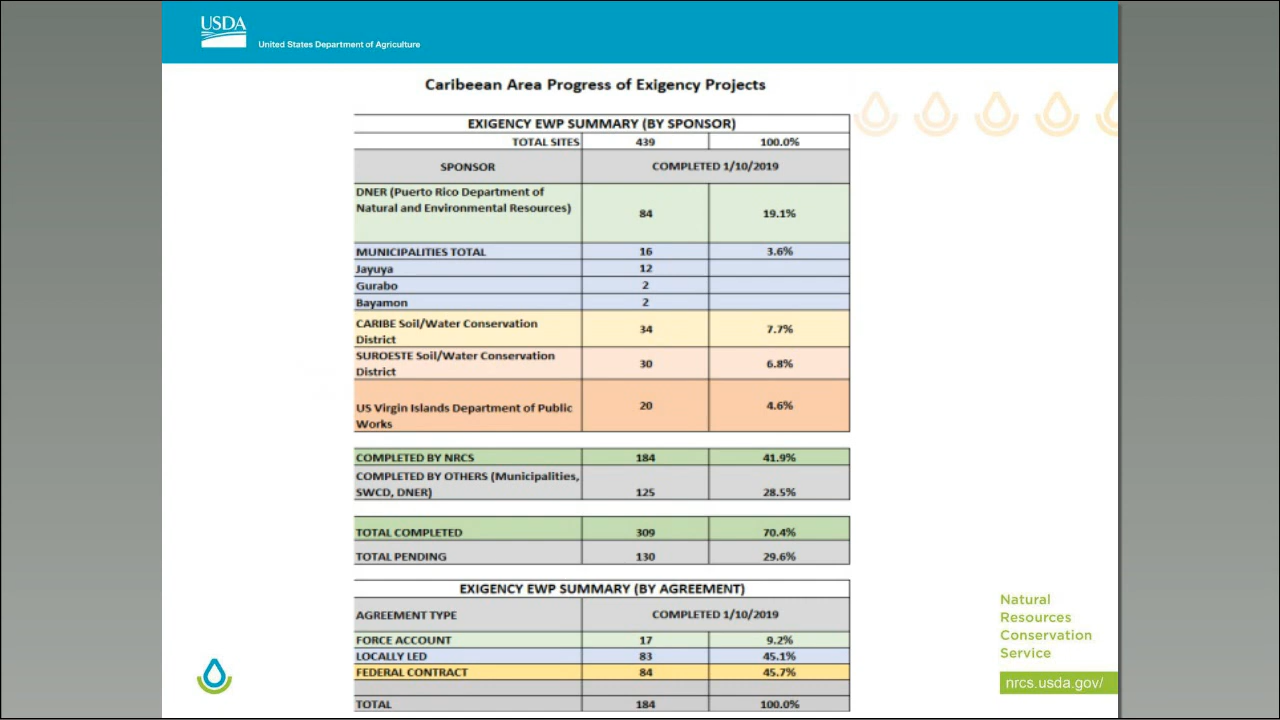 USDA
United States Department of Agriculture
Caribeean Area Progress of Exigency Projects
EXIGENCY EWP SUMMARY (BY SPONSOR)
TOTAL SITES 439 100.0%
SPONSOR COMPLETED 1/10/2019
DNER (Puerto Rico Department of
Natural and Environmental Resources) 84 19.1%
MUNICIPALITIES TOTAL 16 3.6%
Jayuya 12
Gurabo 2
Bayamon 2
CARIBE Soil/Water Conservation
District 34 7.7%
SUROESTE Soil/Water Conservation
District 30 6.8%
US Virgin Islands Department of Public
Works 20 4.6%
COMPLETED BY NRCS 184 41.9%
COMPLETED BY OTHERS (Municipalities,
SWCD, DNER) 125 28.5%
TOTAL COMPLETED 309 70.4%
TOTAL PENDING 130 29.6%
EXIGENCY EWP SUMMARY (BY AGREEMENT)
AGREEMENT TYPE COMPLETED 1/10/2019
FORCE ACCOUNT 17 9.2%
LOCALLY LED 83 45.1%
FEDERAL CONTRACT 84 45.7%
TOTAL 184 100.0%
Natural
Resources
Conservation
Service
nrcs.usda.gov/